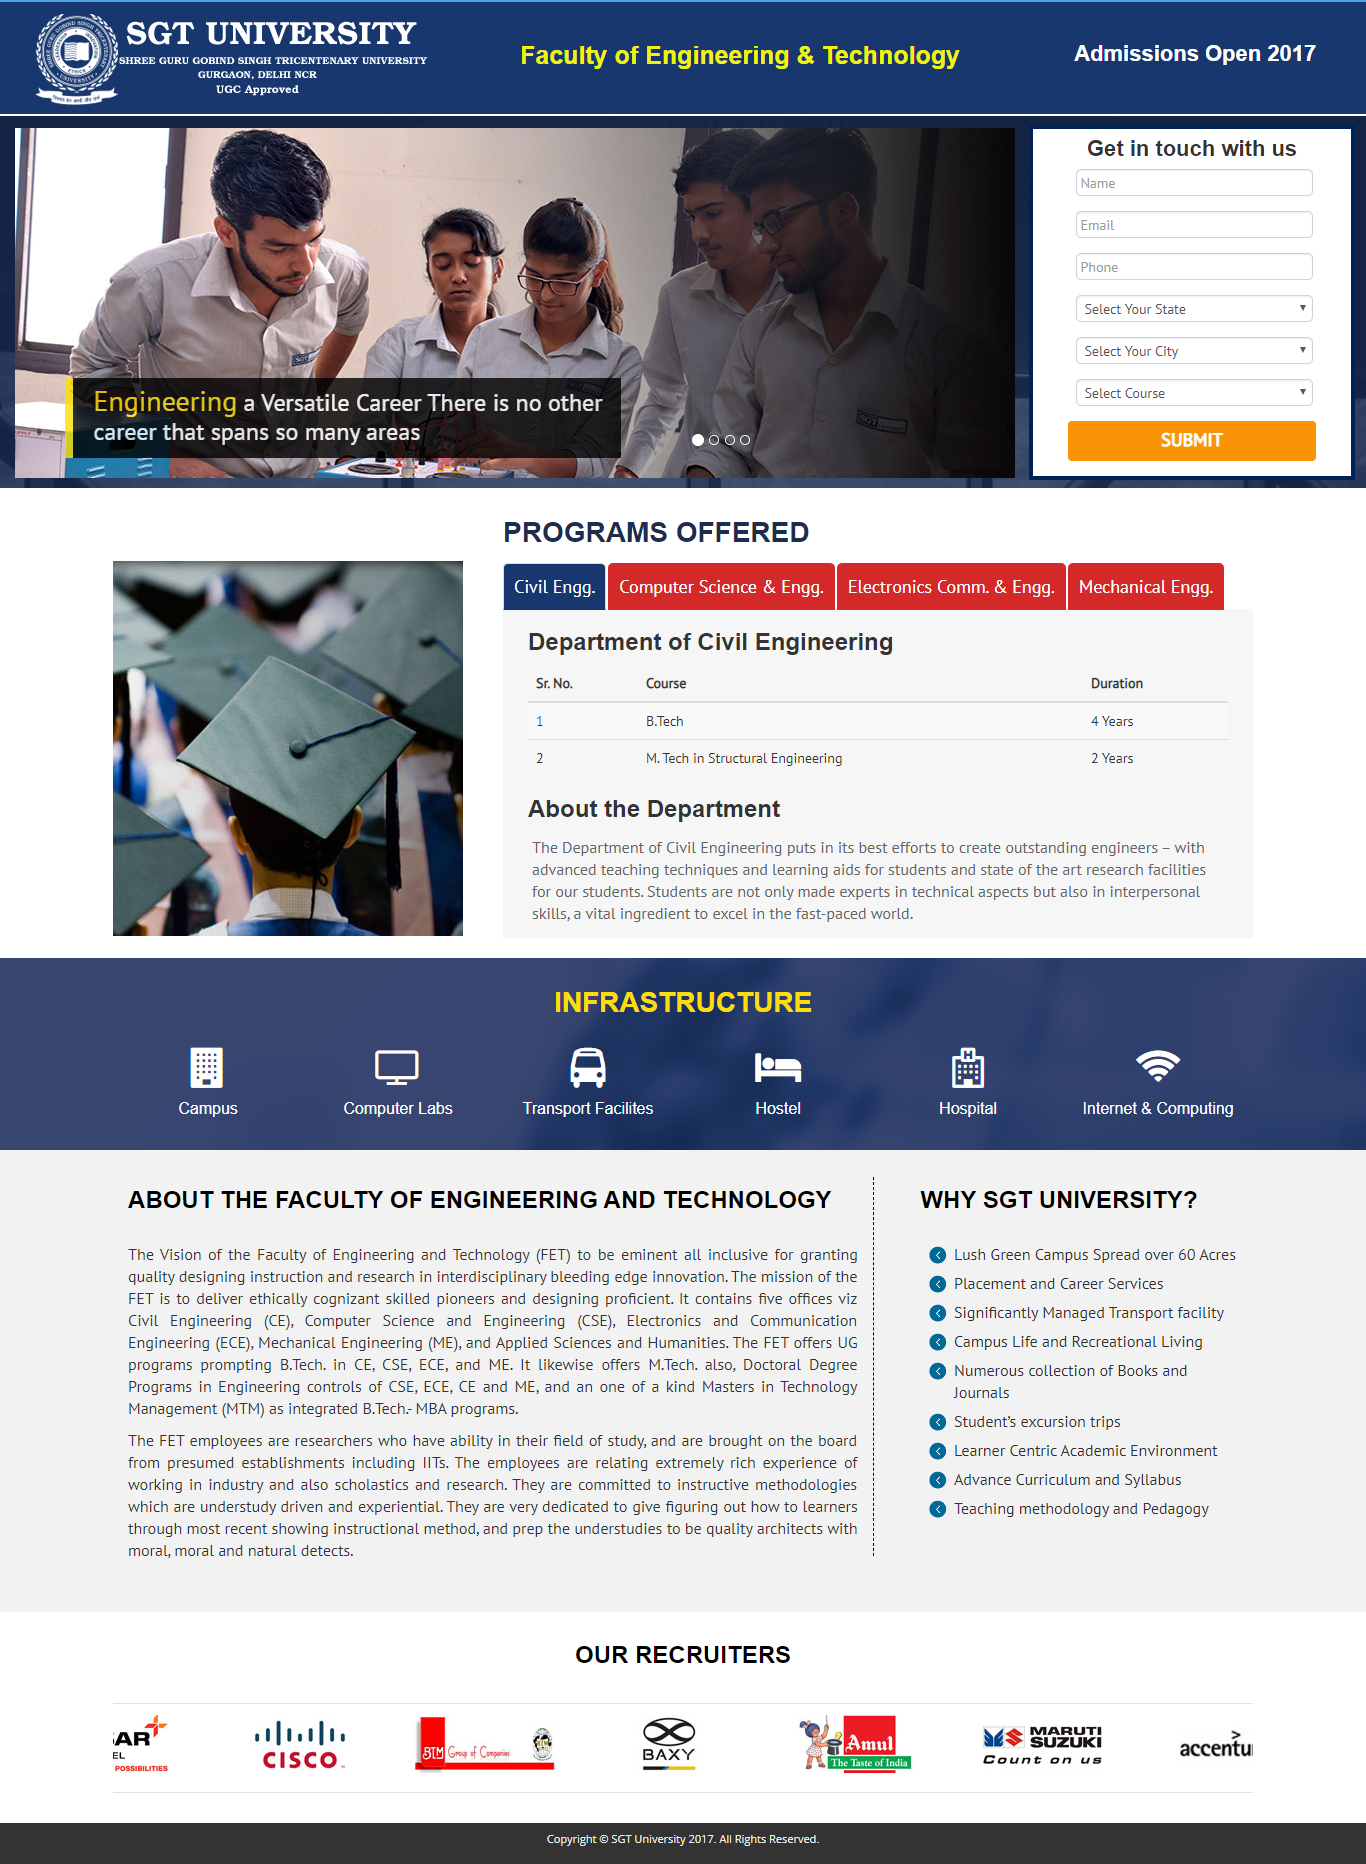 SGT UNIVERSITY
SHREE GURU GOBIND SINGH TRICENTENARY UNIVERSITY
GURGAON, DELHI NCR
UGC Approved
Faculty of Engineering & Technology
Admissions Open 2017
Engineering a Versatile Career There is no other
career that spans so many areas
Get in touch with us
Name
Email
Phone
Select Your State
Select Your City
Select Course
SUBMIT
PROGRAMS OFFERED
Civil Engg.
Computer Science & Engg.
Electronics Comm. & Engg.
Mechanical Engg.
Department of Civil Engineering
Sr. No. Course Duration
1 B.Tech 4 Years
2 M. Tech in Structural Engineering 2 Years
About the Department
The Department of Civil Engineering puts in its best efforts to create outstanding engineers – with
advanced teaching techniques and learning aids for students and state of the art research facilities
for our students. Students are not only made experts in technical aspects but also in interpersonal
skills, a vital ingredient to excel in the fast-paced world.
INFRASTRUCTURE
Campus
Computer Labs
Transport Facilites
Hostel
H
Hospital
Internet & Computing
ABOUT THE FACULTY OF ENGINEERING AND TECHNOLOGY
The Vision of the Faculty of Engineering and Technology (FET) to be eminent all inclusive for granting
quality designing instruction and research in interdisciplinary bleeding edge innovation. The mission of the
FET is to deliver ethically cognizant skilled pioneers and designing proficient. It contains five offices viz
Civil Engineering (CE), Computer Science and Engineering (CSE), Electronics and Communication
Engineering (ECE), Mechanical Engineering (ME), and Applied Sciences and Humanities. The FET offers UG
programs prompting B.Tech. in CE, CSE, ECE, and ME. It likewise offers M.Tech. also, Doctoral Degree
Programs in Engineering controls of CSE, ECE, CE and ME, and an one of a kind Masters in Technology
Management (MTM) as integrated B.Tech.- MBA programs.
The FET employees are researchers who have ability in their field of study, and are brought on the board
from presumed establishments including IITs. The employees are relating extremely rich experience of
working in industry and also scholastics and research. They are committed to instructive methodologies
which are understudy driven and experiential. They are very dedicated to give figuring out how to learners
through most recent showing instructional method, and prep the understudies to be quality architects with
moral, moral and natural detects.
WHY SGT UNIVERSITY?
Lush Green Campus Spread over 60 Acres
Placement and Career Services
Significantly Managed Transport facility
Campus Life and Recreational Living
Numerous collection of Books and
Journals
Student's excursion trips
Learner Centric Academic Environment
Advance Curriculum and Syllabus
Teaching methodology and Pedagogy
OUR RECRUITERS
AR
EL
POSSIBILITIES
CISCO
BTM Group of Companies
BAXY
Amul
The Taste of India
MARUTI
SUZUKI
Count on us
accentu
Copyright © SGT University 2017. All Rights Reserved.